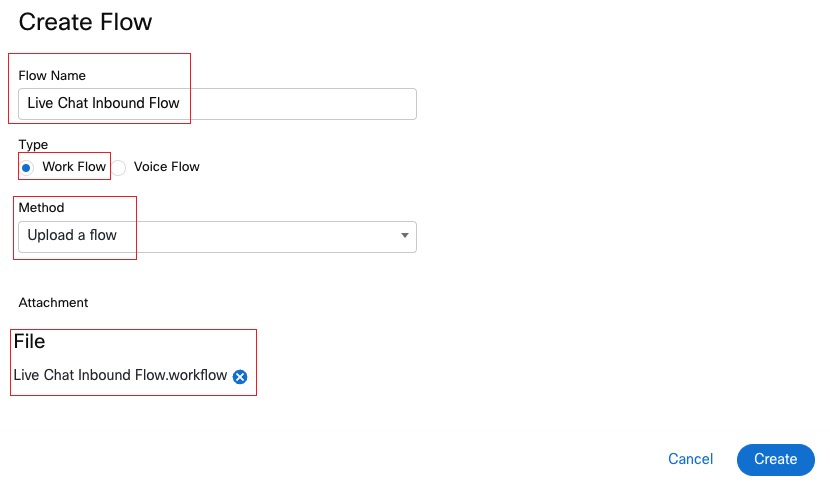 Create Flow
Flow Name
Live Chat Inbound Flow
Type
Work Flow Voice Flow
Method
Upload a flow
Attachment
File
Live Chat Inbound Flow.workflow
Cancel Create